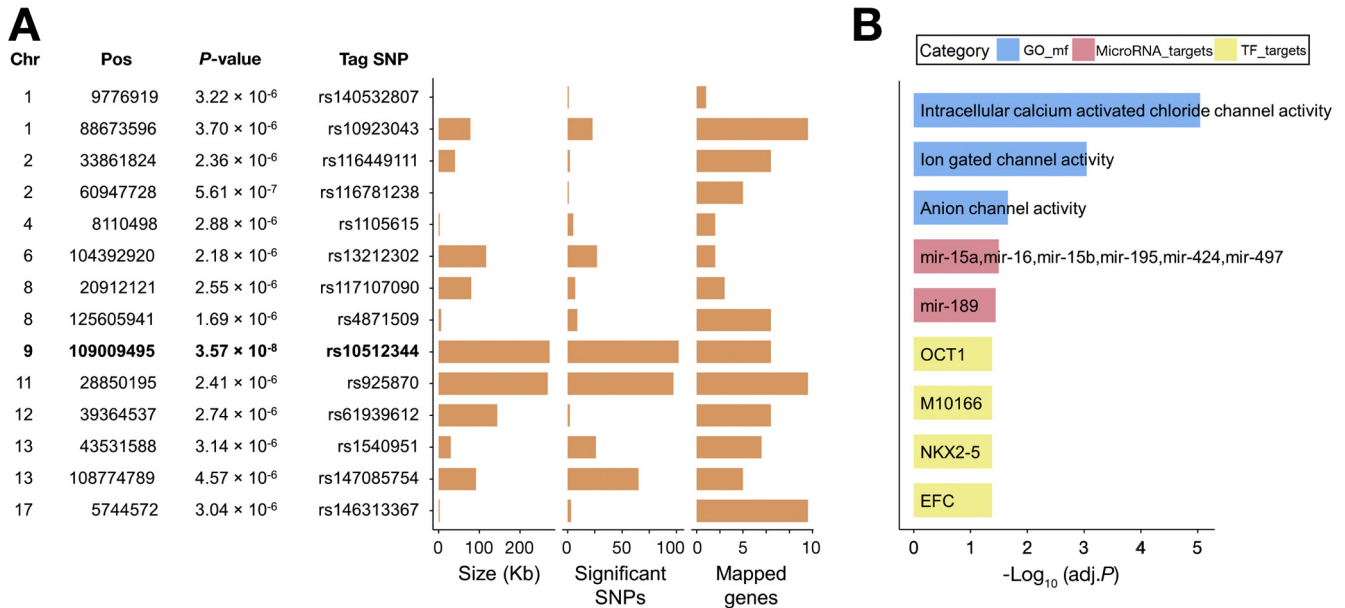 A
Chr Pos P-value Tag SNP
1 9776919 3.22 × 10-6 rs140532807
1 88673596 3.70 × 10-6 rs10923043
2 33861824 2.36 × 10-6 rs116449111
2 60947728 5.61 × 10-7 rs116781238
4 8110498 2.88 × 10-6 rs1105615
6 104392920 2.18 × 10-6 rs13212302
8 20912121 2.55 × 10-6 rs117107090
8 125605941 1.69 × 10-6 rs4871509
9 109009495 3.57 × 10-8 rs10512344
11 28850195 2.41 × 10-6 rs925870
12 39364537 2.74 × 10-6 rs61939612
13 43531588 3.14 × 10-6 rs1540951
13 108774789 4.57 × 10-6 rs147085754
17 5744572 3.04 × 10-6 rs146313367
0 100 200 0 50 100 0 5 10
Size (Kb) Significant Mapped
SNPs genes
B
Category GO_mf MicroRNA_targets TF_targets
Intracellular calcium activated chloride channel activity
Ion gated channel activity
Anion channel activity
mir-15a,mir-16,mir-15b,mir-195,mir-424,mir-497
mir-189
OCT1
M10166
NKX2-5
EFC
0 1 2 3 4 5
-Log10 (adj.P)